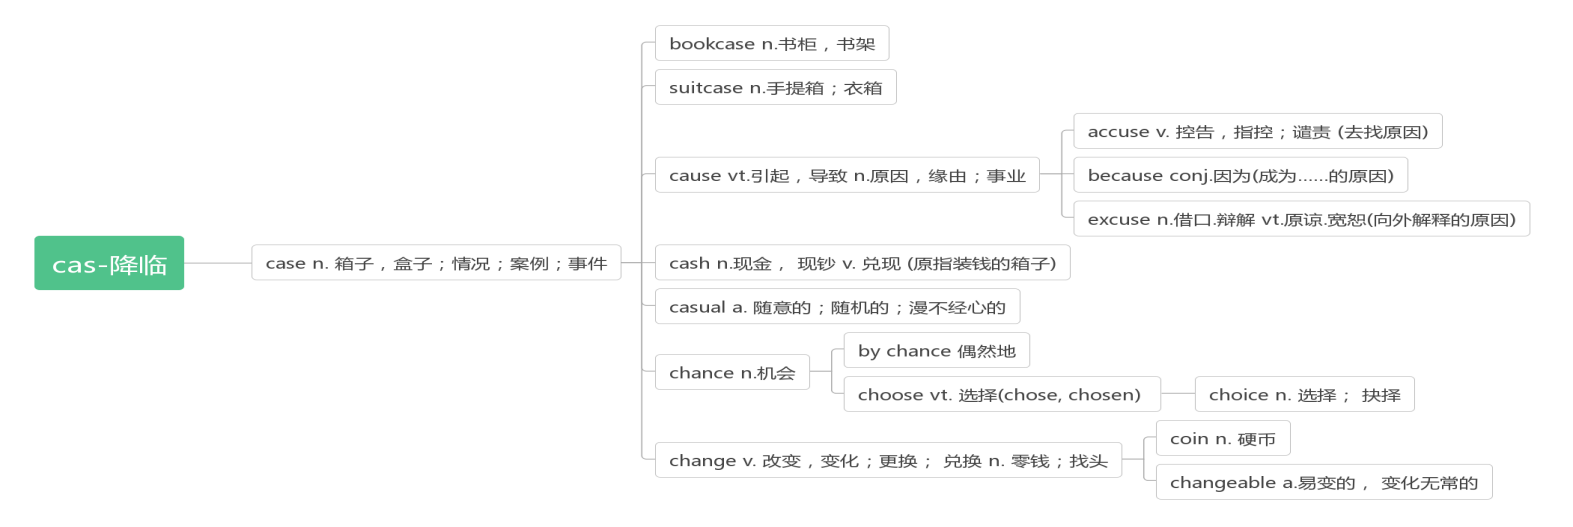 cas-降临
case n. 箱子，盒子；情况；案例；事件
bookcase n.书柜，书架
suitcase n.手提箱；衣箱
cause vt.引起，导致 n.原因，缘由；事业
accuse v. 控告，指控；谴责 (去找原因)
because conj.因为(成为……的原因)
excuse n.借口.辩解 vt.原谅.宽恕(向外解释的原因)
cash n.现金， 现钞 v. 兑现 (原指装钱的箱子)
casual a. 随意的；随机的；漫不经心的
chance n.机会
by chance 偶然地
choose vt. 选择(chose, chosen)
choice n. 选择； 抉择
change v. 改变，变化；更换； 兑换 n. 零钱；找头
coin n. 硬币
changeable a.易变的， 变化无常的